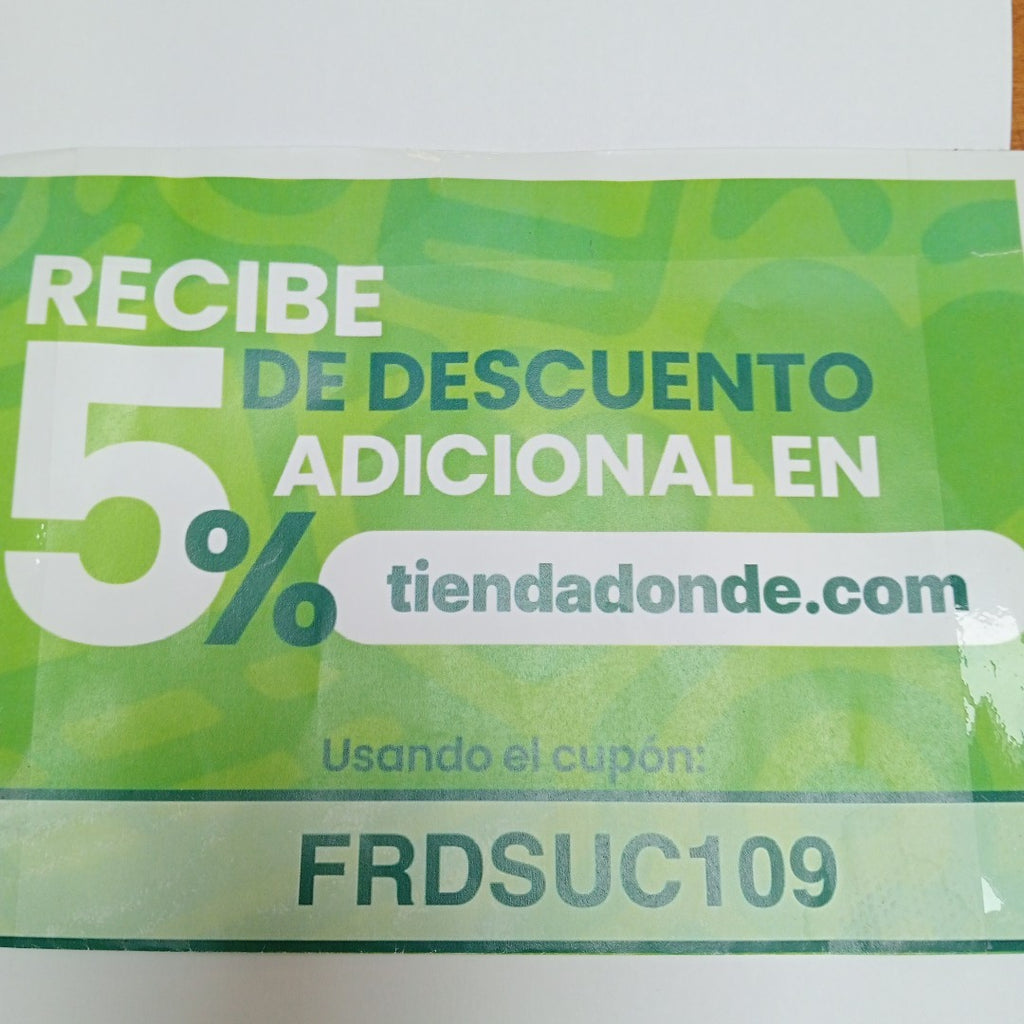 RECIBE
5% DE DESCUENTO
ADICIONAL EN
tiendadonde.com
Usando el cupón:
FRDSUC109